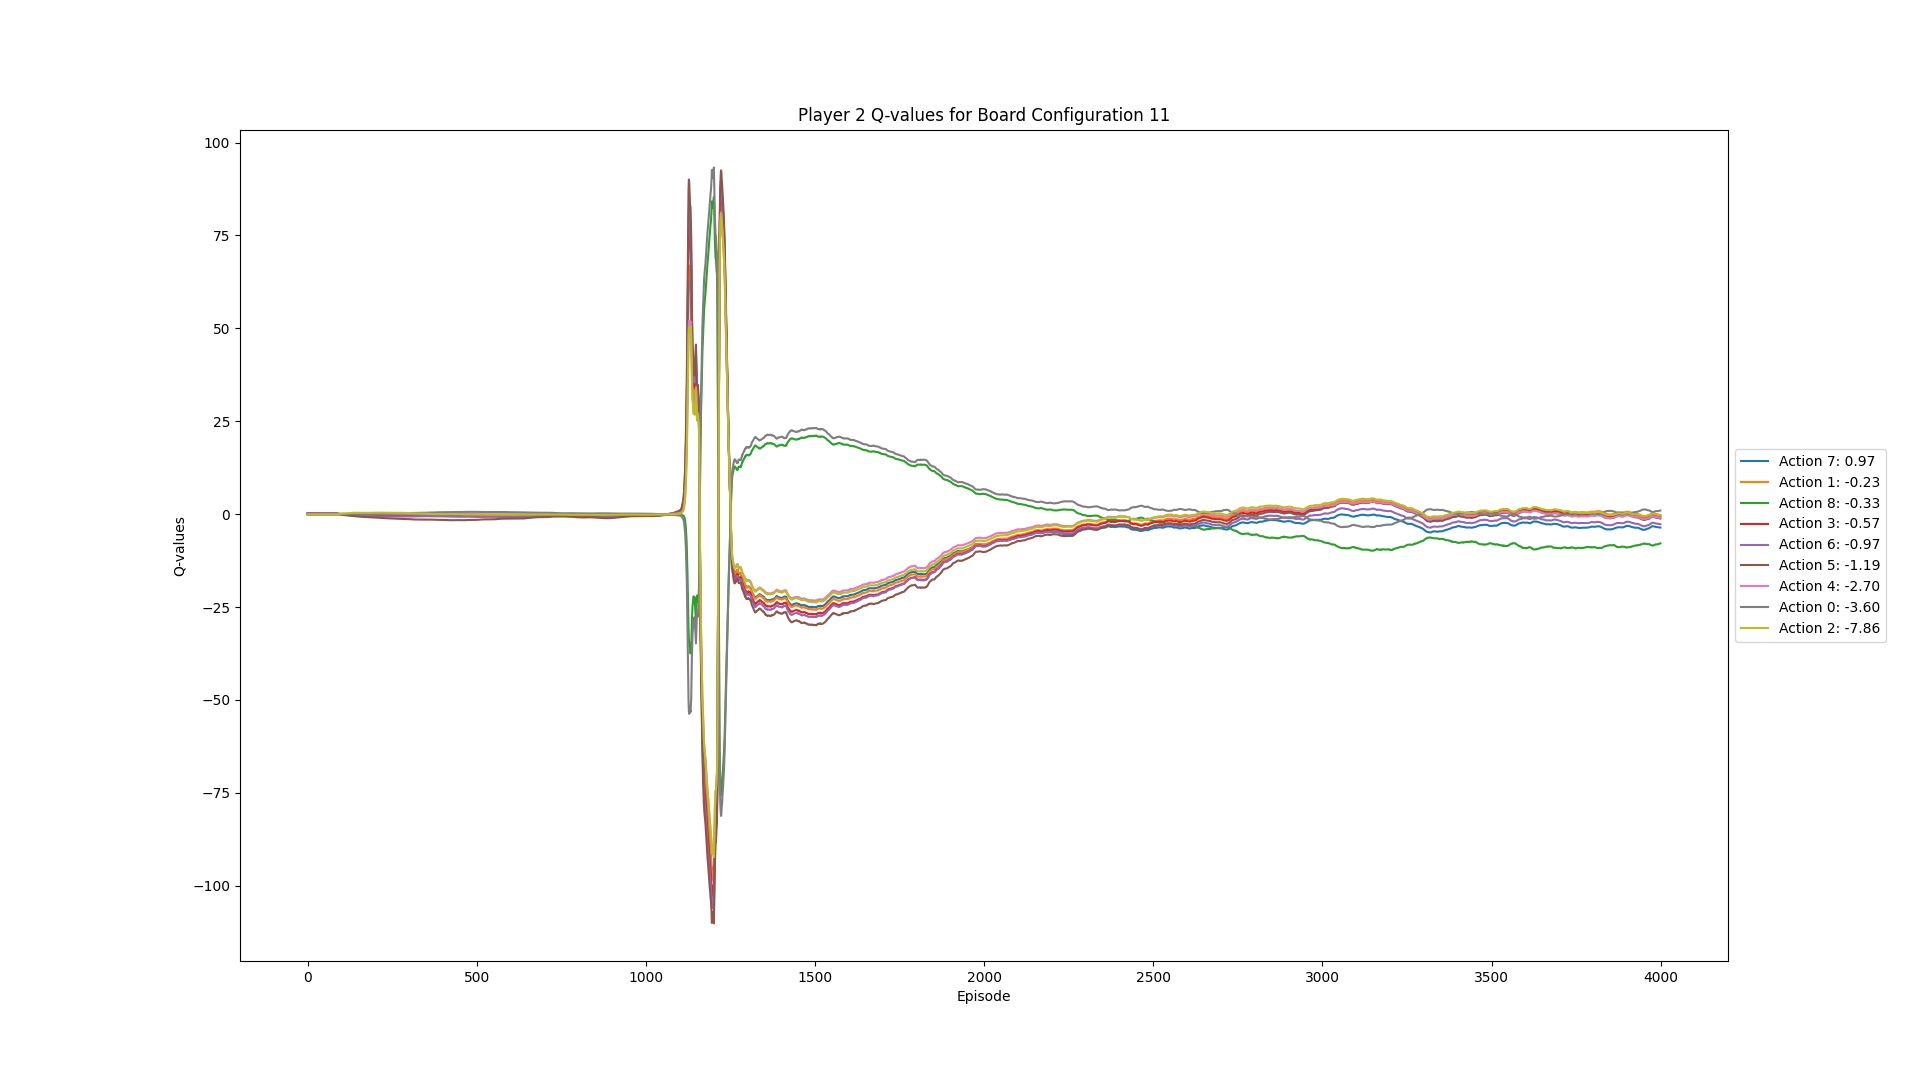 Player 2 Q-values for Board Configuration 11
100
75
50
25
0
−25
−50
−75
−100
Q-values
0
500
1000
1500
2000
2500
3000
3500
4000
Episode
Action 7: 0.97
Action 1: -0.23
Action 8: -0.33
Action 3: -0.57
Action 6: -0.97
Action 5: -1.19
Action 4: -2.70
Action 0: -3.60
Action 2: -7.86